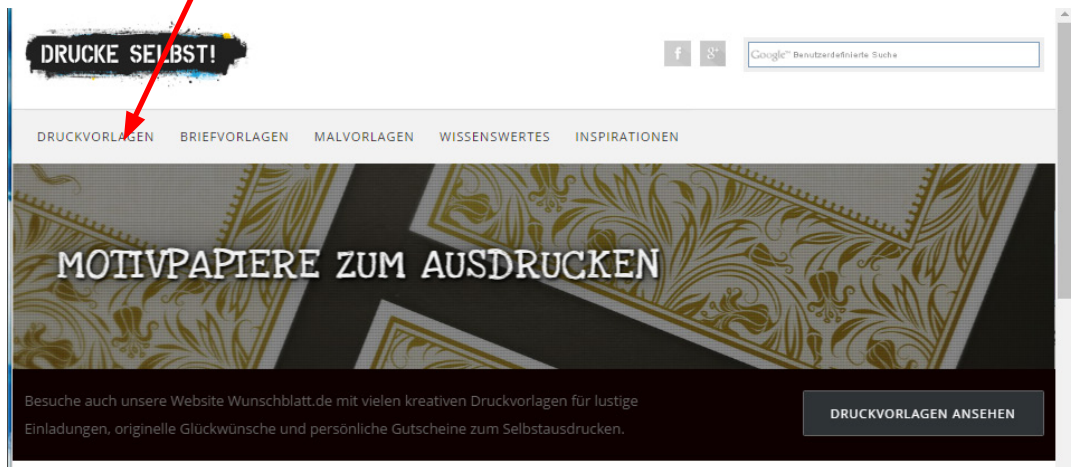 DRUCKE SELBST!
f g+ Google™ Benutzerdefinierte Suche
DRUCKVORLAGEN BRIEFVORLAGEN MALVORLAGEN WISSENSWERTES INSPIRATIONEN
MOTIVPAPIERE ZUM AUSDRUCKEN
Besuche auch unsere Website Wunschblatt.de mit vielen kreativen Druckvorlagen für lustige
Einladungen, originelle Glückwünsche und persönliche Gutscheine zum Selbstausdrucken.
DRUCKVORLAGEN ANSEHEN